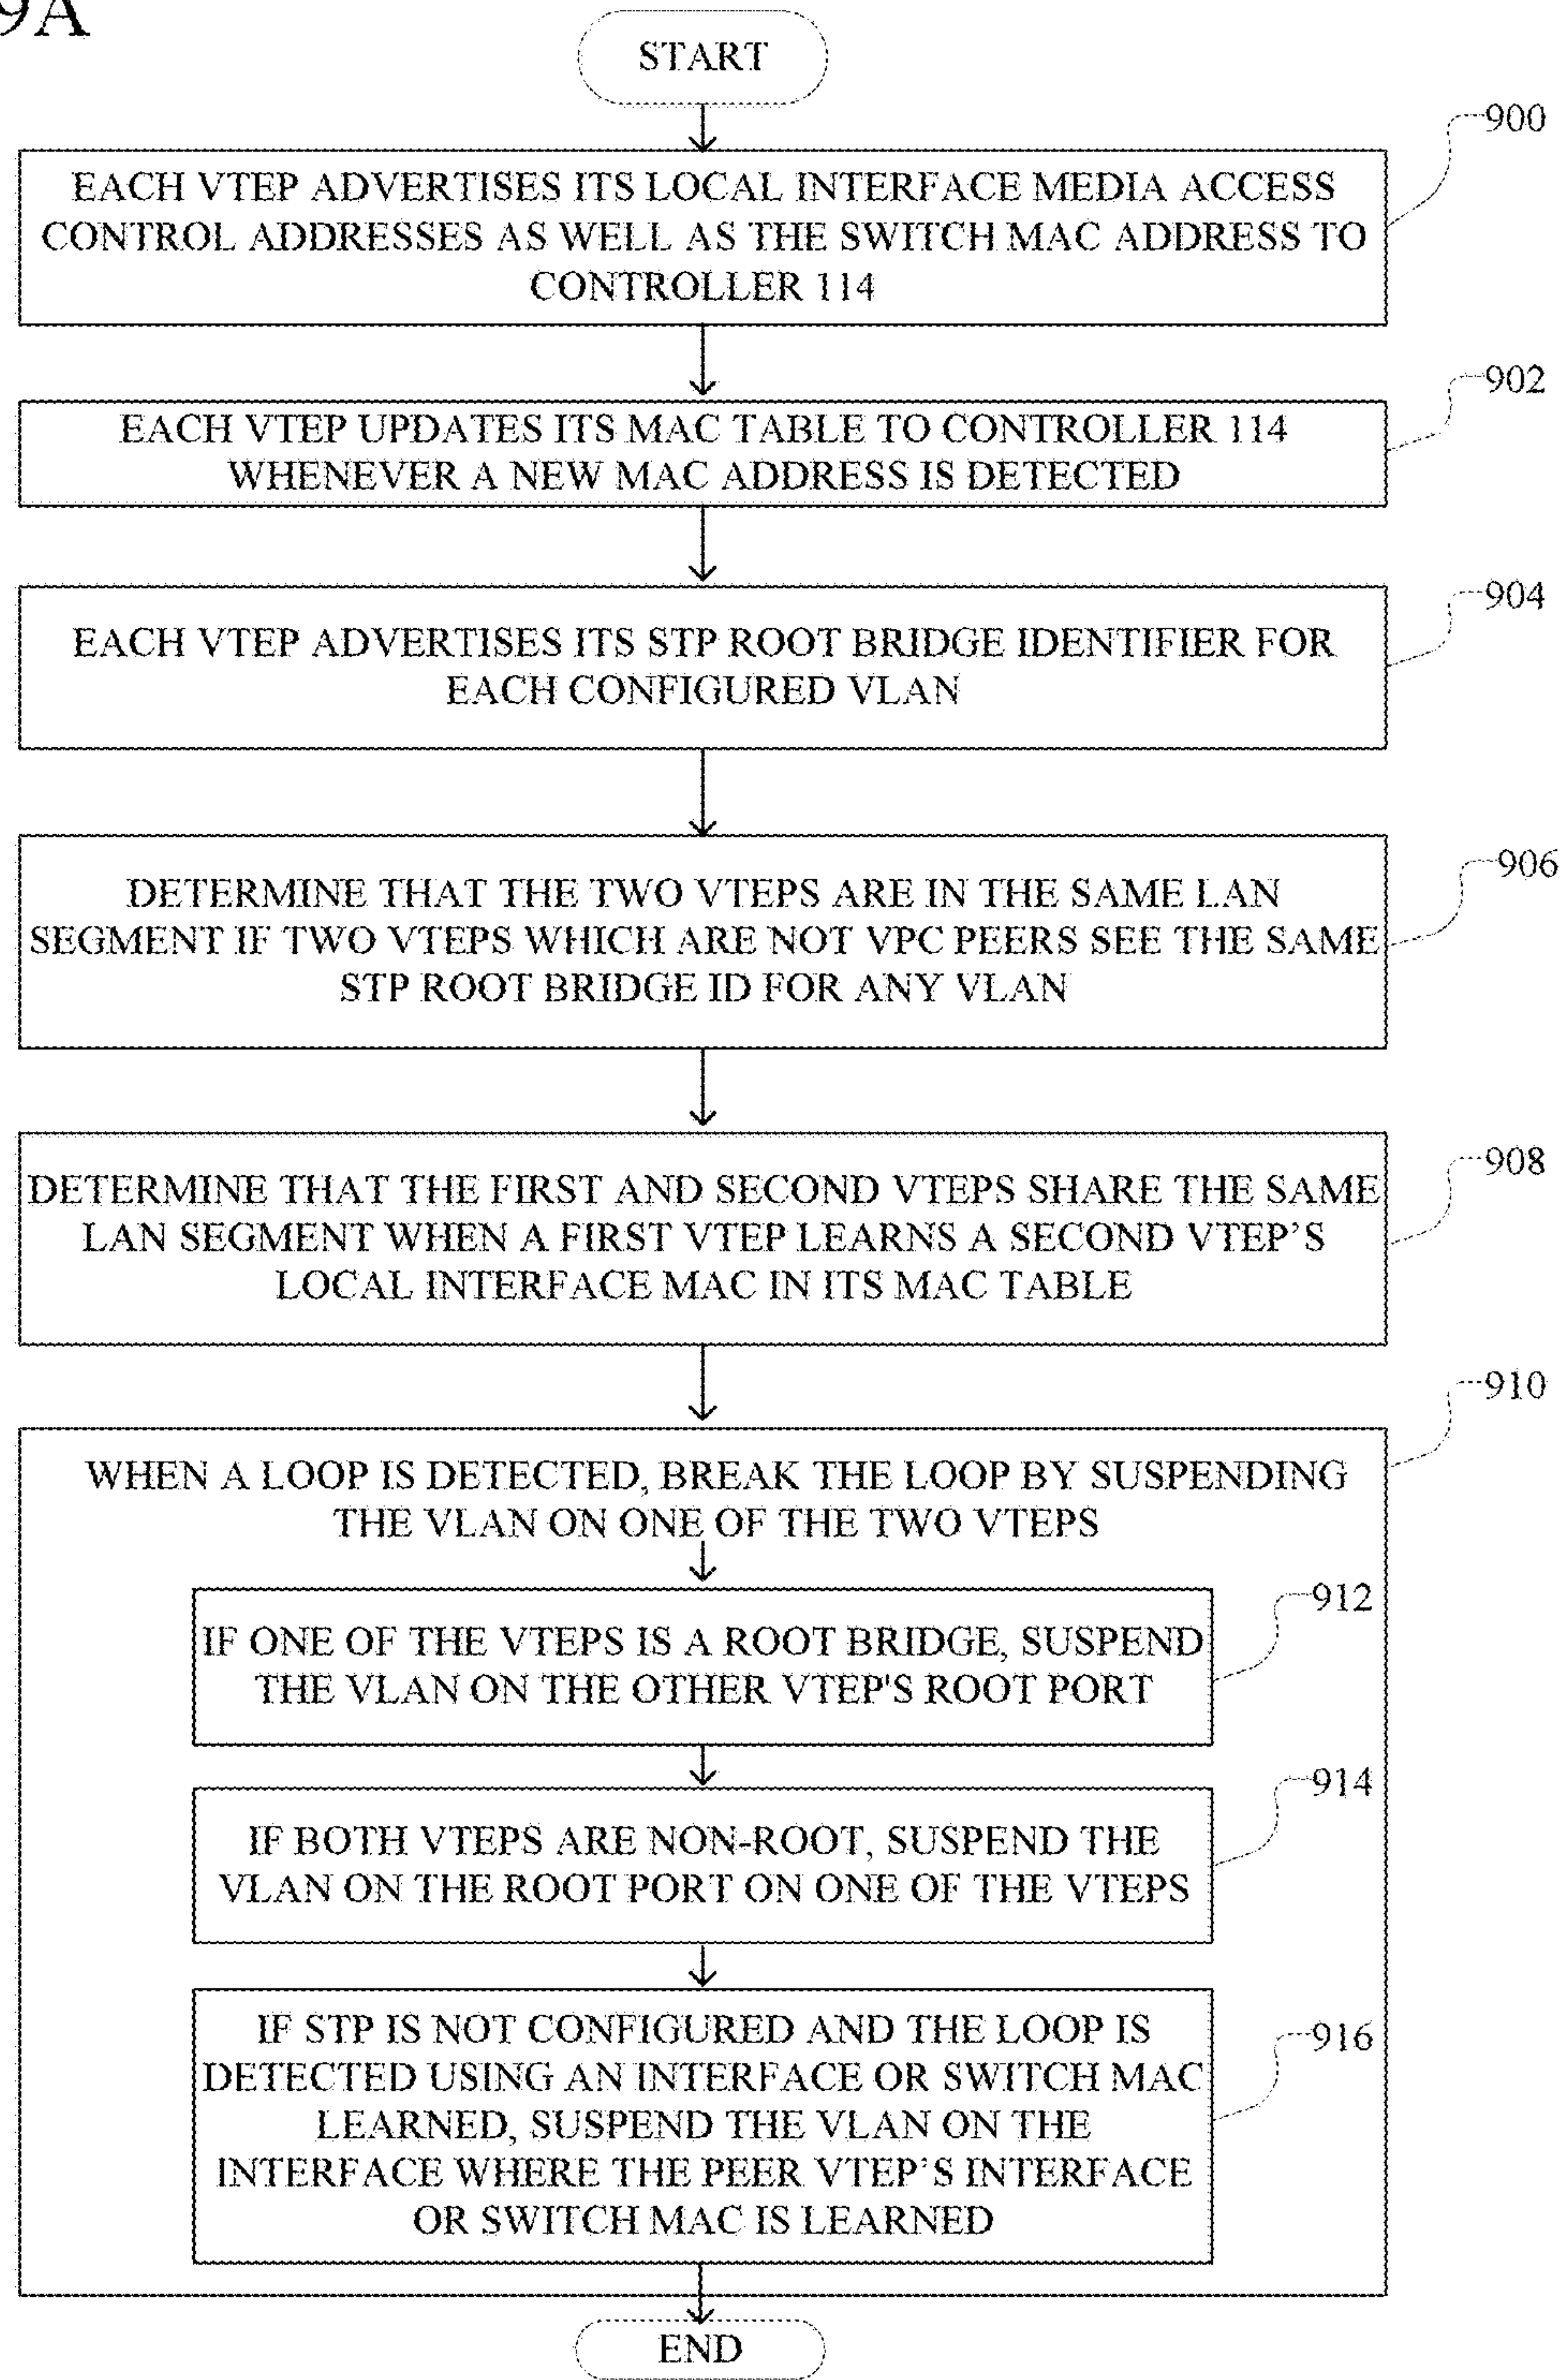 9A
START
900
EACH VTEP ADVERTISES ITS LOCAL INTERFACE MEDIA ACCESS
CONTROL ADDRESSES AS WELL AS THE SWITCH MAC ADDRESS TO
CONTROLLER 114
902
EACH VTEP UPDATES ITS MAC TABLE TO CONTROLLER 114
WHENEVER A NEW MAC ADDRESS IS DETECTED
904
EACH VTEP ADVERTISES ITS STP ROOT BRIDGE IDENTIFIER FOR
EACH CONFIGURED VLAN
906
DETERMINE THAT THE TWO VTEPS ARE IN THE SAME LAN
SEGMENT IF TWO VTEPS WHICH ARE NOT VPC PEERS SEE THE SAME
STP ROOT BRIDGE ID FOR ANY VLAN
908
DETERMINE THAT THE FIRST AND SECOND VTEPS SHARE THE SAME
LAN SEGMENT WHEN A FIRST VTEP LEARNS A SECOND VTEP’S
LOCAL INTERFACE MAC IN ITS MAC TABLE
910
WHEN A LOOP IS DETECTED, BREAK THE LOOP BY SUSPENDING
THE VLAN ON ONE OF THE TWO VTEPS
912
IF ONE OF THE VTEPS IS A ROOT BRIDGE, SUSPEND
THE VLAN ON THE OTHER VTEP'S ROOT PORT
914
IF BOTH VTEPS ARE NON-ROOT, SUSPEND THE
VLAN ON THE ROOT PORT ON ONE OF THE VTEPS
916
IF STP IS NOT CONFIGURED AND THE LOOP IS
DETECTED USING AN INTERFACE OR SWITCH MAC
LEARNED, SUSPEND THE VLAN ON THE
INTERFACE WHERE THE PEER VTEP’S INTERFACE
OR SWITCH MAC IS LEARNED
END